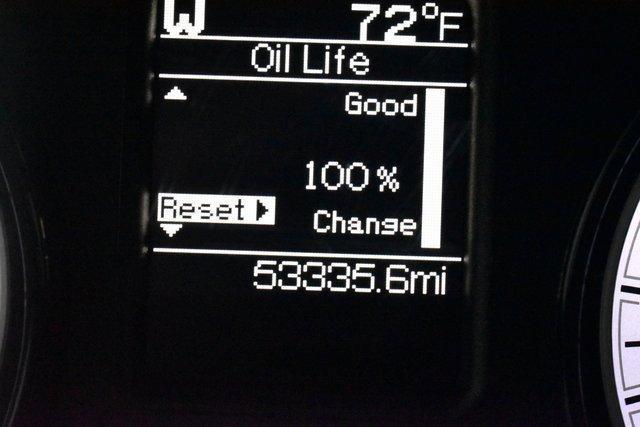 W 72°F
Oil Life
Good
100%
Reset
Change
53335.6mi